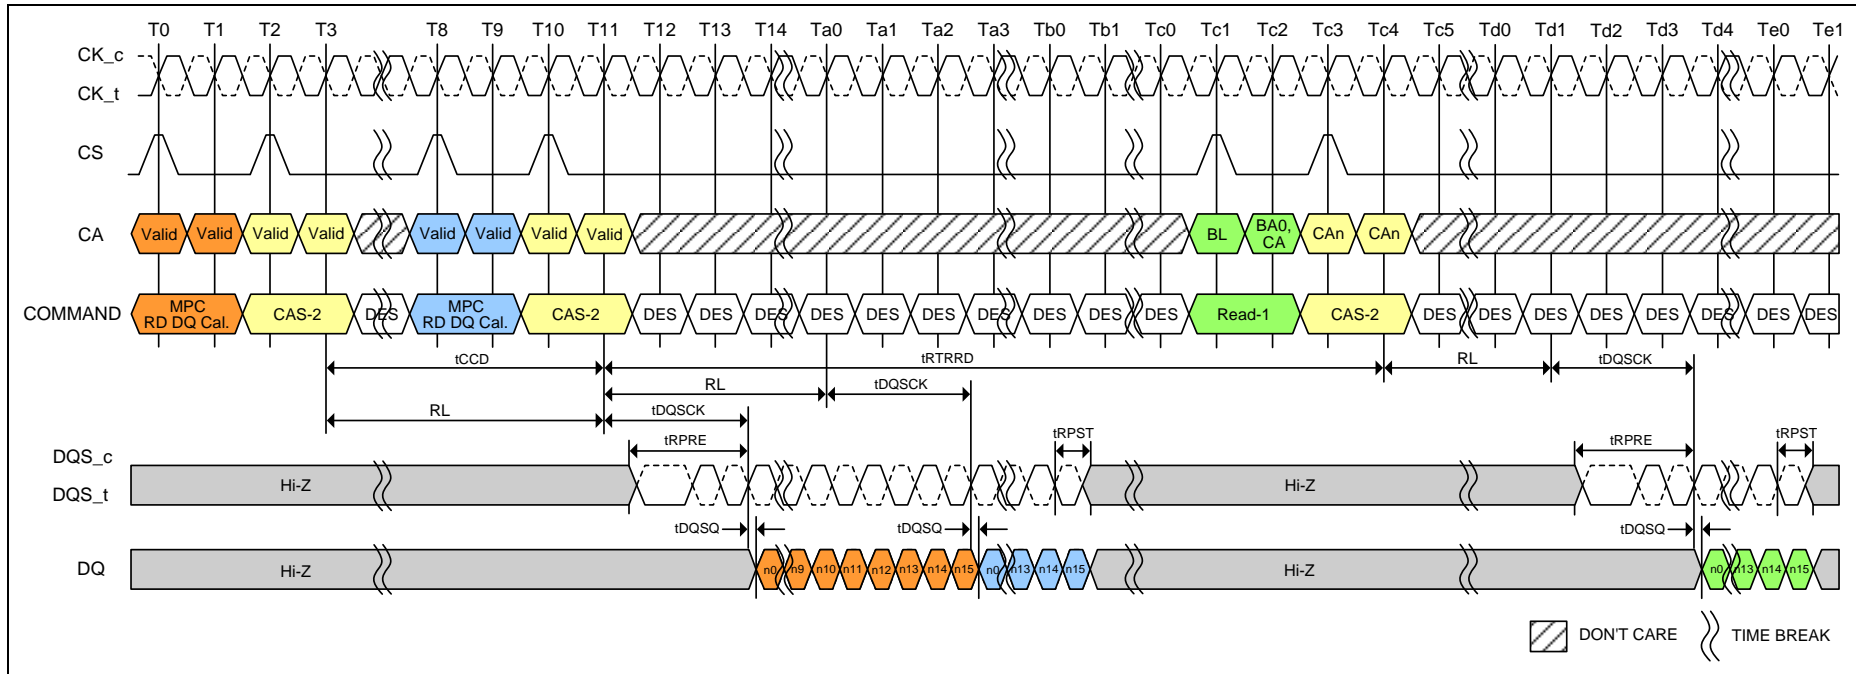 T0 T1 T2 T3 T8 T9 T10 T11 T12 T13 T14 Ta0 Ta1 Ta2 Ta3 Tb0 Tb1 Tc0 Tc1 Tc2 Tc3 Tc4 Tc5 Td0 Td1 Td2 Td3 Td4 Te0 Te1
CK_c
CK_t
CS
CA Valid Valid Valid Valid Valid Valid Valid Valid BL BA0, CA CAn CAn
COMMAND MPC RD DQ Cal. CAS-2 DES MPC RD DQ Cal. CAS-2 DES DES DES DES DES DES DES DES DES DES Read-1 CAS-2 DES DES DES DES DES DES DES DES
tCCD tRTRRD RL tDQSCK
RL tDQSCK
RL tDQSCK
tRPRE tRPST tRPRE tRPST
DQS_c
DQS_t
Hi-Z Hi-Z
tDQSQ tDQSQ tDQSQ
DQ Hi-Z n0 n9 n10 n11 n12 n13 n14 n15 n0 n13 n14 n15 Hi-Z n0 n13 n14 n15
DON'T CARE TIME BREAK